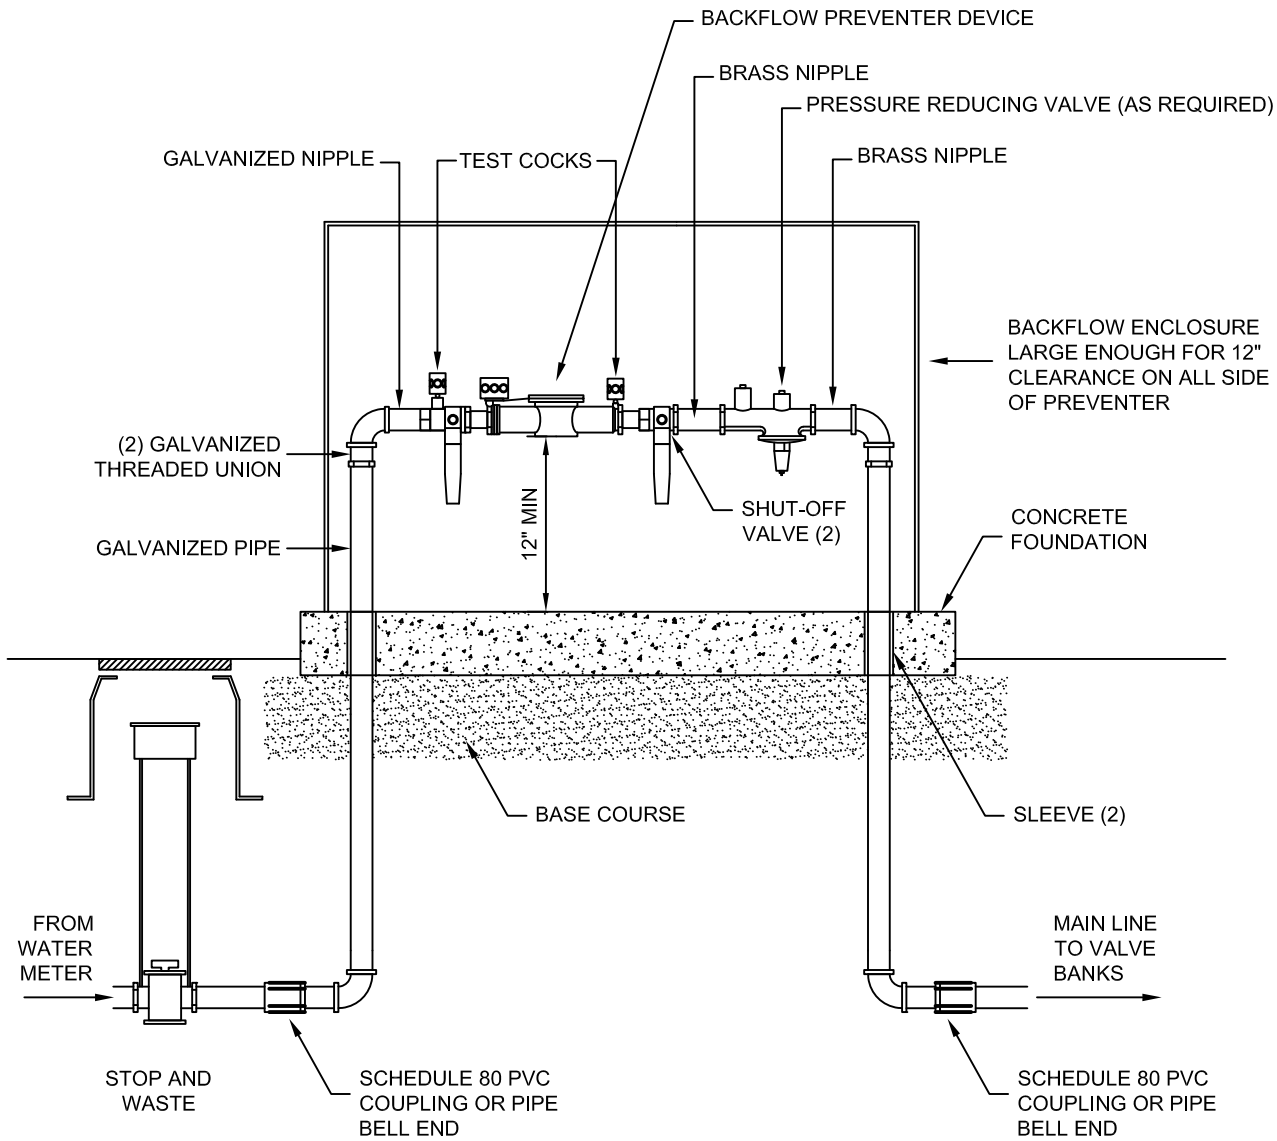 BACKFLOW PREVENTER DEVICE
BRASS NIPPLE
PRESSURE REDUCING VALVE (AS REQUIRED)
GALVANIZED NIPPLE
TEST COCKS
BRASS NIPPLE
BACKFLOW ENCLOSURE
LARGE ENOUGH FOR 12"
CLEARANCE ON ALL SIDE
OF PREVENTER
(2) GALVANIZED
THREADED UNION
GALVANIZED PIPE
12" MIN
SHUT-OFF
VALVE (2)
CONCRETE
FOUNDATION
BASE COURSE
SLEEVE (2)
FROM
WATER
METER
MAIN LINE
TO VALVE
BANKS
STOP AND
WASTE
SCHEDULE 80 PVC
COUPLING OR PIPE
BELL END
SCHEDULE 80 PVC
COUPLING OR PIPE
BELL END